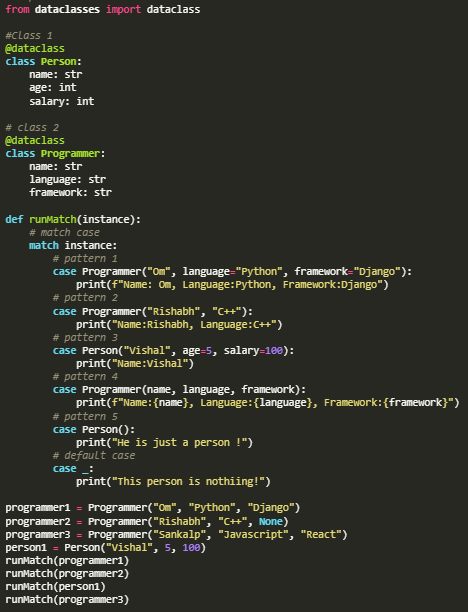 from dataclasses import dataclass
#Class 1
@dataclass
class Person:
    name: str
    age: int
    salary: int
# class 2
@dataclass
class Programmer:
    name: str
    language: str
    framework: str
def runMatch(instance):
    # match case
    match instance:
        # pattern 1
        case Programmer("Om", language="Python", framework="Django"):
            print(f"Name: Om, Language:Python, Framework:Django")
        # pattern 2
        case Programmer("Rishabh", "C++"):
            print("Name:Rishabh, Language:C++")
        # pattern 3
        case Person("Vishal", age=5, salary=100):
            print("Name:Vishal")
        # pattern 4
        case Programmer(name, language, framework):
            print(f"Name:{name}, Language:{language}, Framework:{framework}")
        # pattern 5
        case Person():
            print("He is just a person !")
        # default case
        case _:
            print("This person is nothiing!")
programmer1 = Programmer("Om", "Python", "Django")
programmer2 = Programmer("Rishabh", "C++", None)
programmer3 = Programmer("Sankalp", "Javascript", "React")
person1 = Person("Vishal", 5, 100)
runMatch(programmer1)
runMatch(programmer2)
runMatch(person1)
runMatch(programmer3)